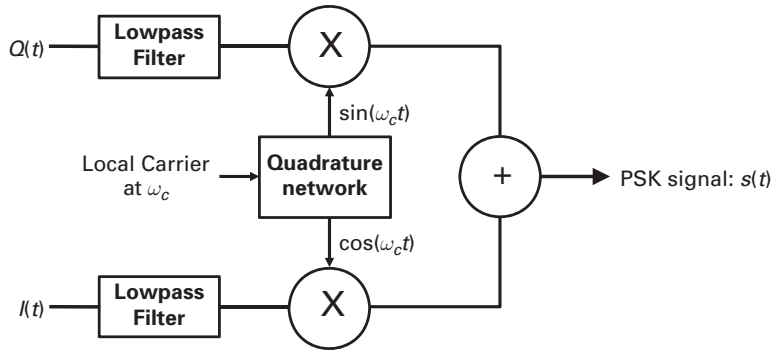 Q(t)
Lowpass
Filter
X
sin(ω_c t)
Local Carrier
at ω_c
Quadrature
network
+
PSK signal: s(t)
cos(ω_c t)
I(t)
Lowpass
Filter
X